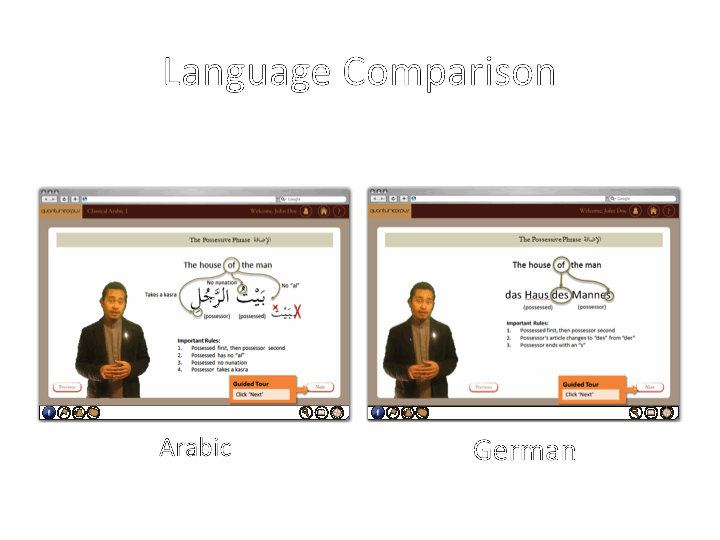 Language Comparison
Google
Classical Arabic 1
Welcome, John Doe
The Possessive Phrase الإضافة
The house of the man
No nunation
No "al"
Takes a kasra
بَيْتُ الرَّجُلِ
بَيْتٌ
(possessor) (possessed)
Important Rules:
1. Possessed first, then possessor second
2. Possessed has no "al"
3. Possessed no nunation
4. Possessor takes a kasra
Guided Tour
Click 'Next'
Previous
Next
Arabic
Google
Welcome, John Doe
The Possessive Phrase الإضافة
The house of the man
das Haus des Mannes
(possessed) (possessor)
Important Rules:
1. Possessed first, then possessor second
2. Possessor's article changes to "des" from "der"
3. Possessor ends with an "s"
Guided Tour
Click 'Next'
Previous
Next
German